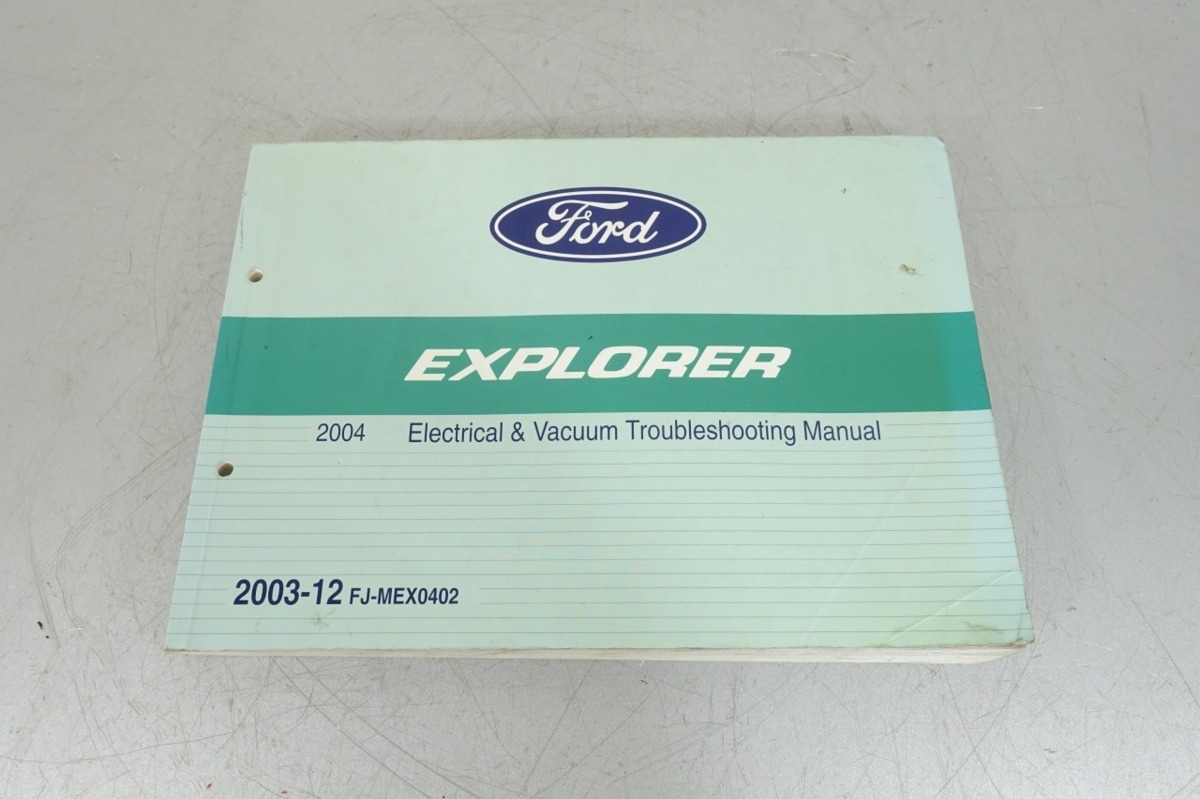 Ford
EXPLORER
2004 Electrical & Vacuum Troubleshooting Manual
2003-12 FJ-MEX0402